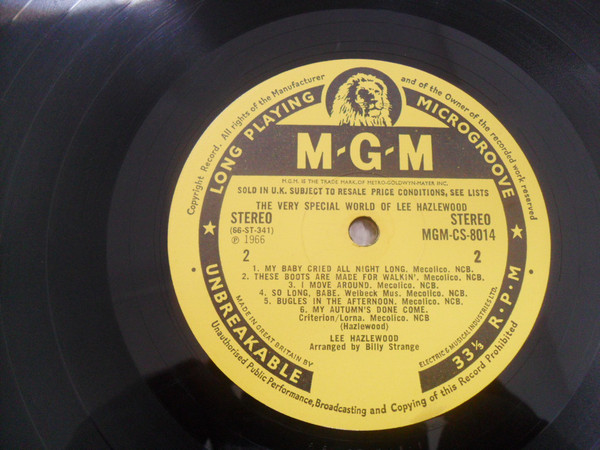 Copyright Record. All rights of the Manufacturer and of the Owner of the recorded work reserved
LONG PLAYING MICROGROOVE
M-G-M
M.G.M. IS THE TRADE MARK OF METRO-GOLDWYN-MAYER INC.
SOLD IN U.K. SUBJECT TO RESALE PRICE CONDITIONS, SEE LISTS
THE VERY SPECIAL WORLD OF LEE HAZLEWOOD
STEREO STEREO
(66-ST-341) MGM-CS-8014
℗ 1966
2 2
1. MY BABY CRIED ALL NIGHT LONG. Mecolico. NCB.
2. THESE BOOTS ARE MADE FOR WALKIN'. Mecolico. NCB.
3. I MOVE AROUND. Mecolico. NCB.
4. SO LONG, BABE. Welbeck Mus. Mecolico. NCB.
5. BUGLES IN THE AFTERNOON. Mecolico. NCB.
6. MY AUTUMN'S DONE COME.
Criterion/Lorna. Mecolico. NCB
(Hazlewood)
LEE HAZLEWOOD
Arranged by Billy Strange
MADE IN GREAT BRITAIN BY ELECTRIC & MUSICAL INDUSTRIES LTD.
UNBREAKABLE 33⅓ R.P.M
Unauthorised Public Performance, Broadcasting and Copying of this Record Prohibited